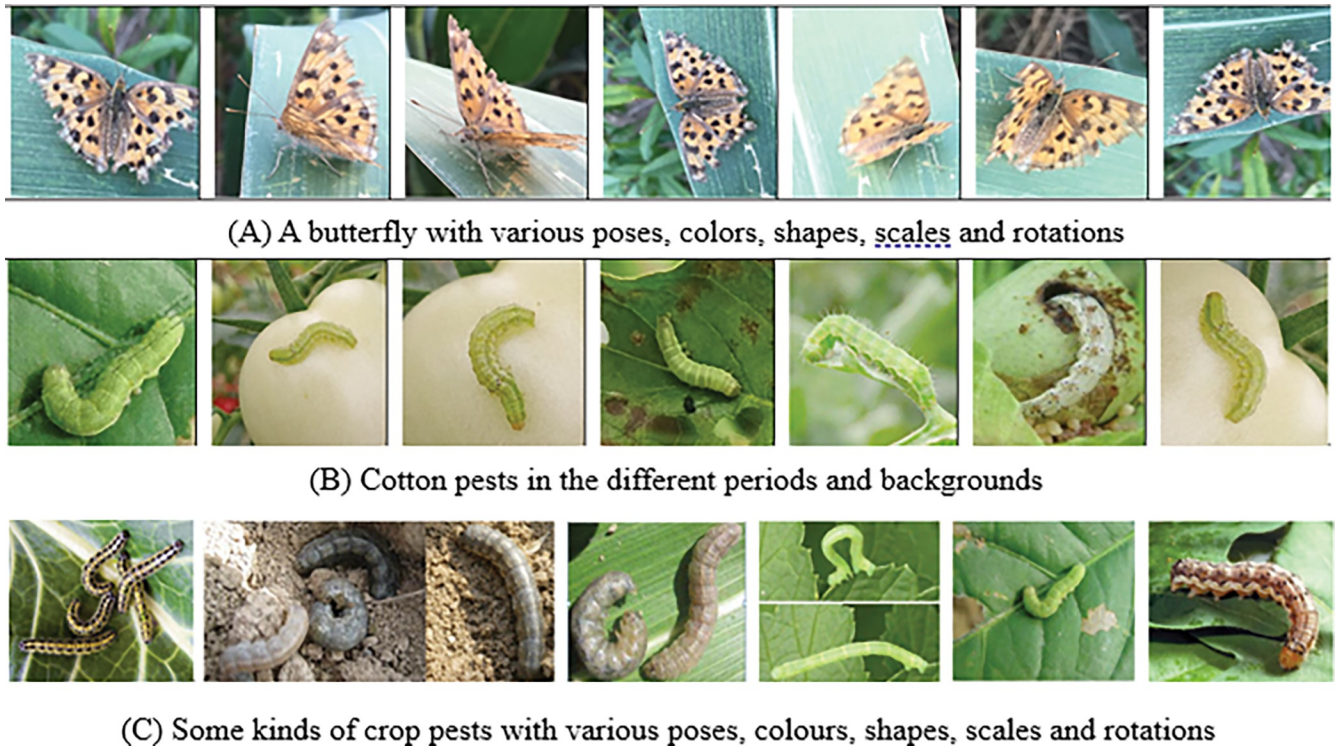 (A) A butterfly with various poses, colors, shapes, scales and rotations
(B) Cotton pests in the different periods and backgrounds
(C) Some kinds of crop pests with various poses, colours, shapes, scales and rotations